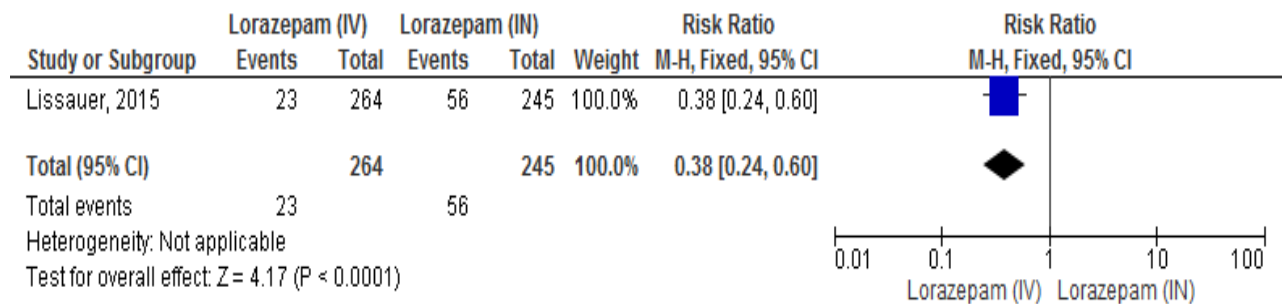 Lorazepam (IV) Lorazepam (IN) Risk Ratio Risk Ratio
Study or Subgroup Events Total Events Total Weight M-H, Fixed, 95% CI M-H, Fixed, 95% CI
Lissauer, 2015 23 264 56 245 100.0% 0.38 [0.24, 0.60]
Total (95% CI) 264 245 100.0% 0.38 [0.24, 0.60]
Total events 23 56
Heterogeneity: Not applicable
Test for overall effect: Z = 4.17 (P < 0.0001)
0.01 0.1 1 10 100
Lorazepam (IV) Lorazepam (IN)